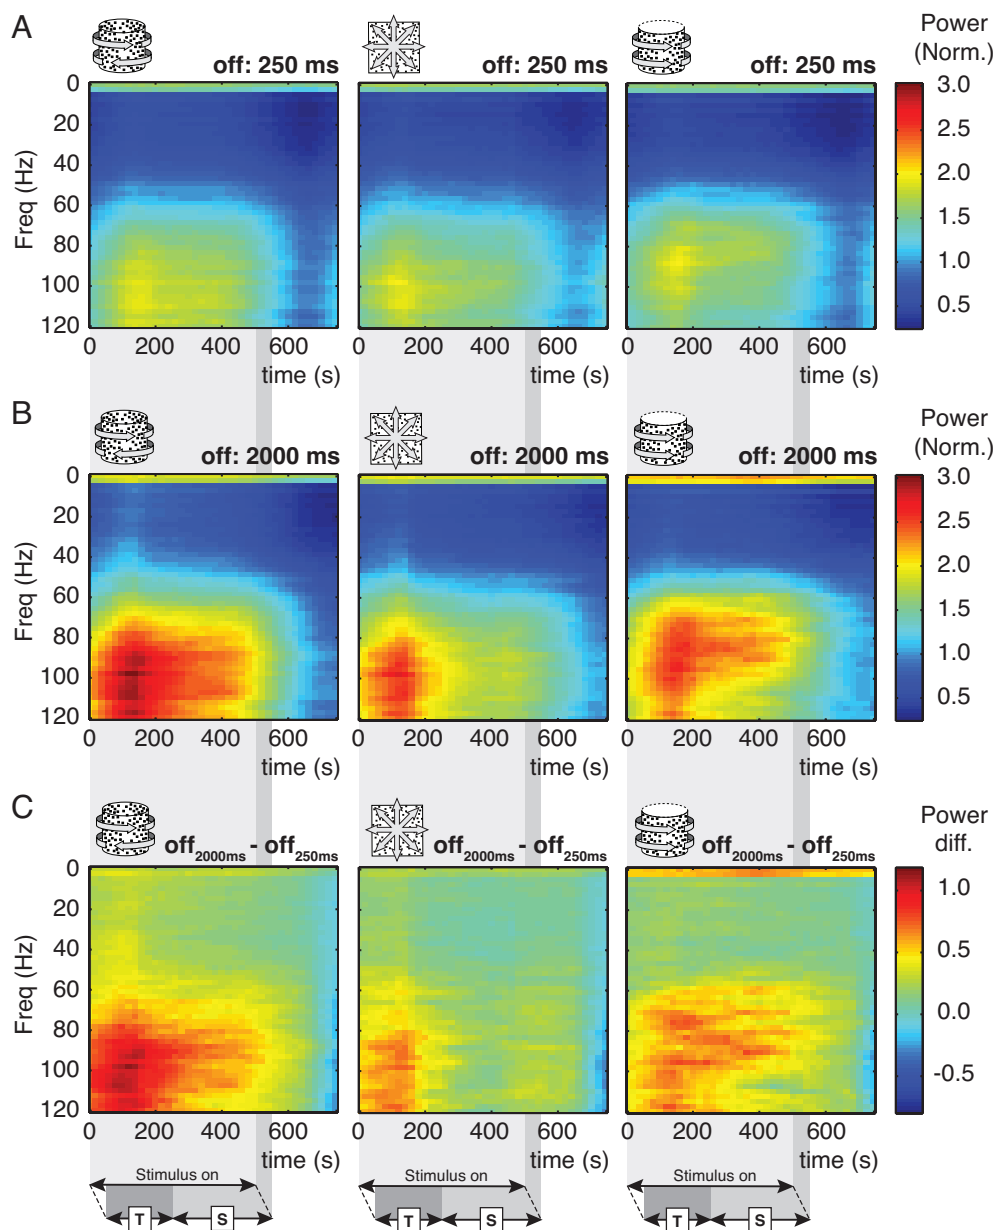 A
off: 250 ms
off: 250 ms
off: 250 ms
Power
(Norm.)
Freq (Hz)
0
20
40
60
80
100
120
3.0
2.5
2.0
1.5
1.0
0.5
0 200 400 600
0 200 400 600
0 200 400 600
time (s)
time (s)
time (s)
B
off: 2000 ms
off: 2000 ms
off: 2000 ms
Power
(Norm.)
Freq (Hz)
0
20
40
60
80
100
120
3.0
2.5
2.0
1.5
1.0
0.5
0 200 400 600
0 200 400 600
0 200 400 600
time (s)
time (s)
time (s)
C
off2000ms - off250ms
off2000ms - off250ms
off2000ms - off250ms
Power
diff.
Freq (Hz)
0
20
40
60
80
100
120
1.0
0.5
0.0
-0.5
0 200 400 600
0 200 400 600
0 200 400 600
time (s)
time (s)
time (s)
Stimulus on
Stimulus on
Stimulus on
T S
T S
T S